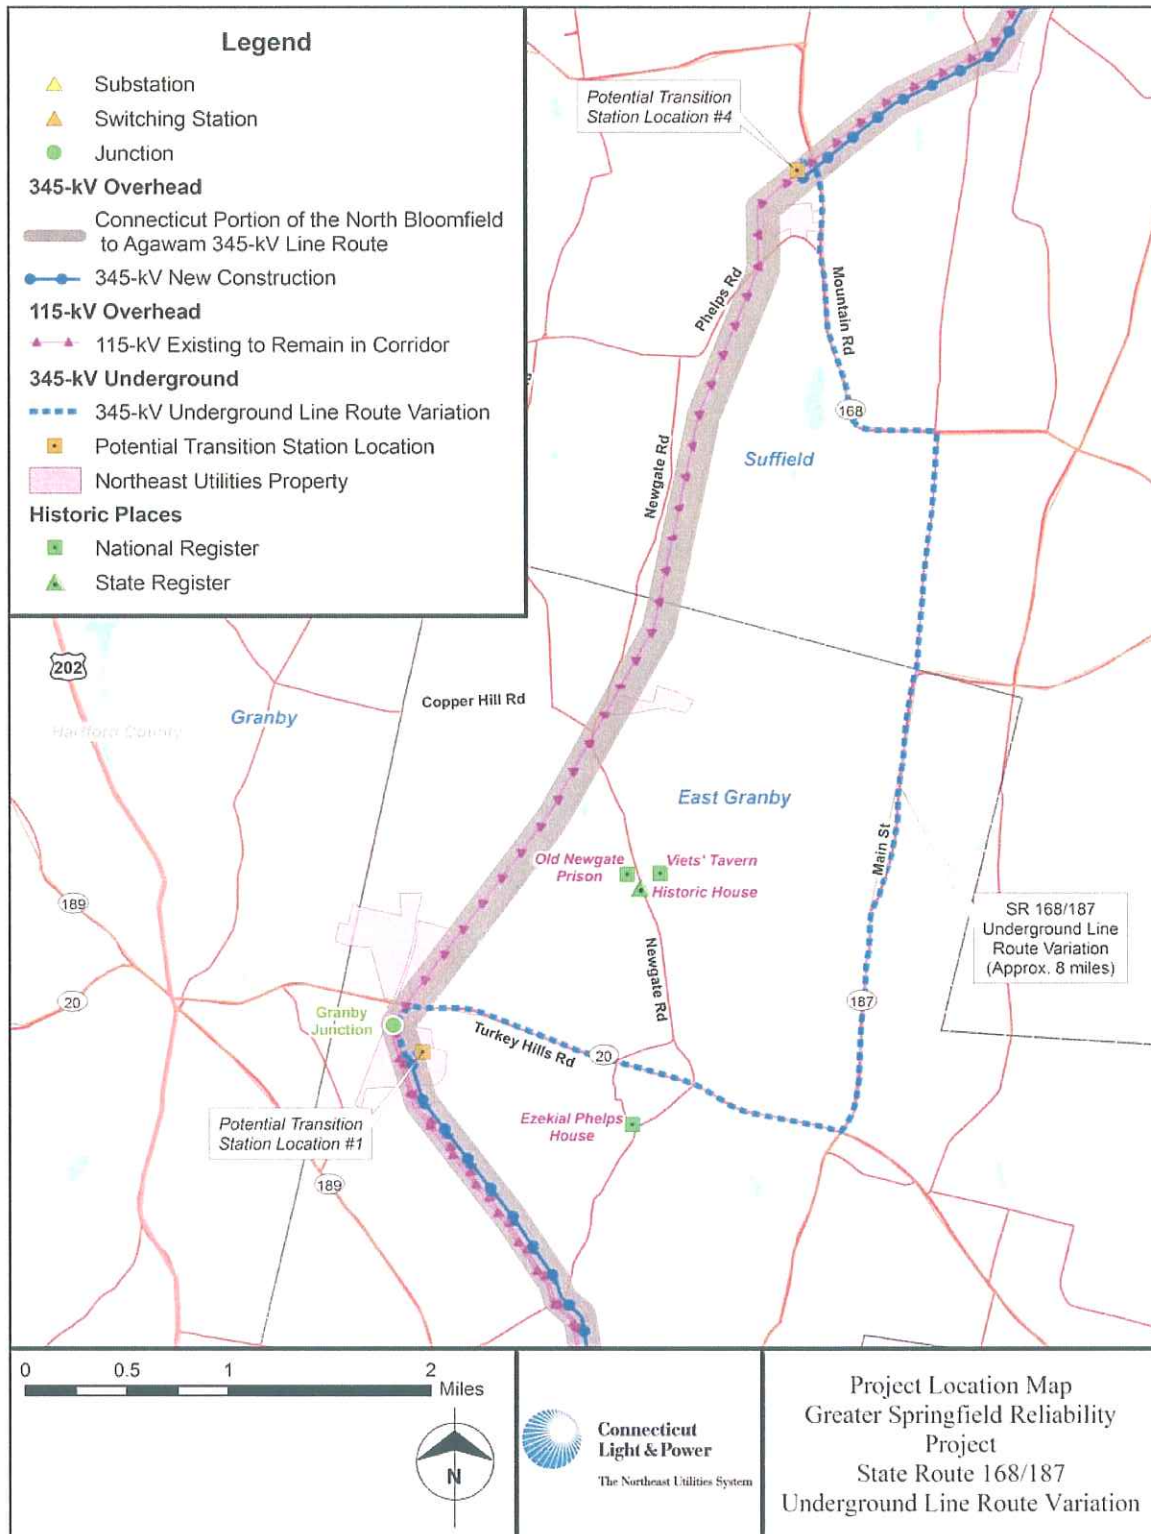 Legend
Substation
Switching Station
Junction
345-kV Overhead
Connecticut Portion of the North Bloomfield
to Agawam 345-kV Line Route
345-kV New Construction
115-kV Overhead
115-kV Existing to Remain in Corridor
345-kV Underground
345-kV Underground Line Route Variation
Potential Transition Station Location
Northeast Utilities Property
Historic Places
National Register
State Register
Potential Transition
Station Location #4
Phelps Rd
Mountain Rd
168
Suffield
Newgate Rd
202
Granby
Hartford County
Copper Hill Rd
East Granby
Main St
Old Newgate
Prison
Viets' Tavern
Historic House
189
20
SR 168/187
Underground Line
Route Variation
(Approx. 8 miles)
Newgate Rd
187
Granby
Junction
Turkey Hills Rd
20
Potential Transition
Station Location #1
Ezekial Phelps
House
189
0 0.5 1 2
Miles
N
Connecticut
Light & Power
The Northeast Utilities System
Project Location Map
Greater Springfield Reliability
Project
State Route 168/187
Underground Line Route Variation